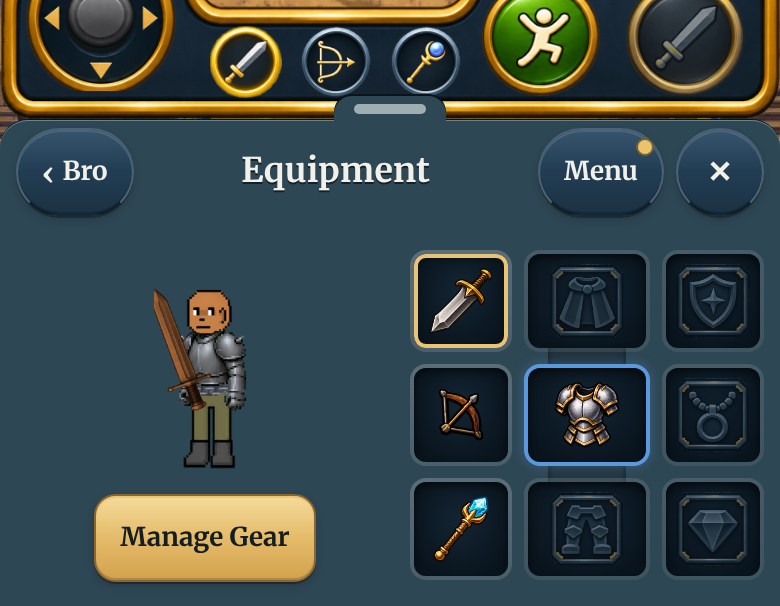 ‹ Bro
Equipment
Menu
×
Manage Gear